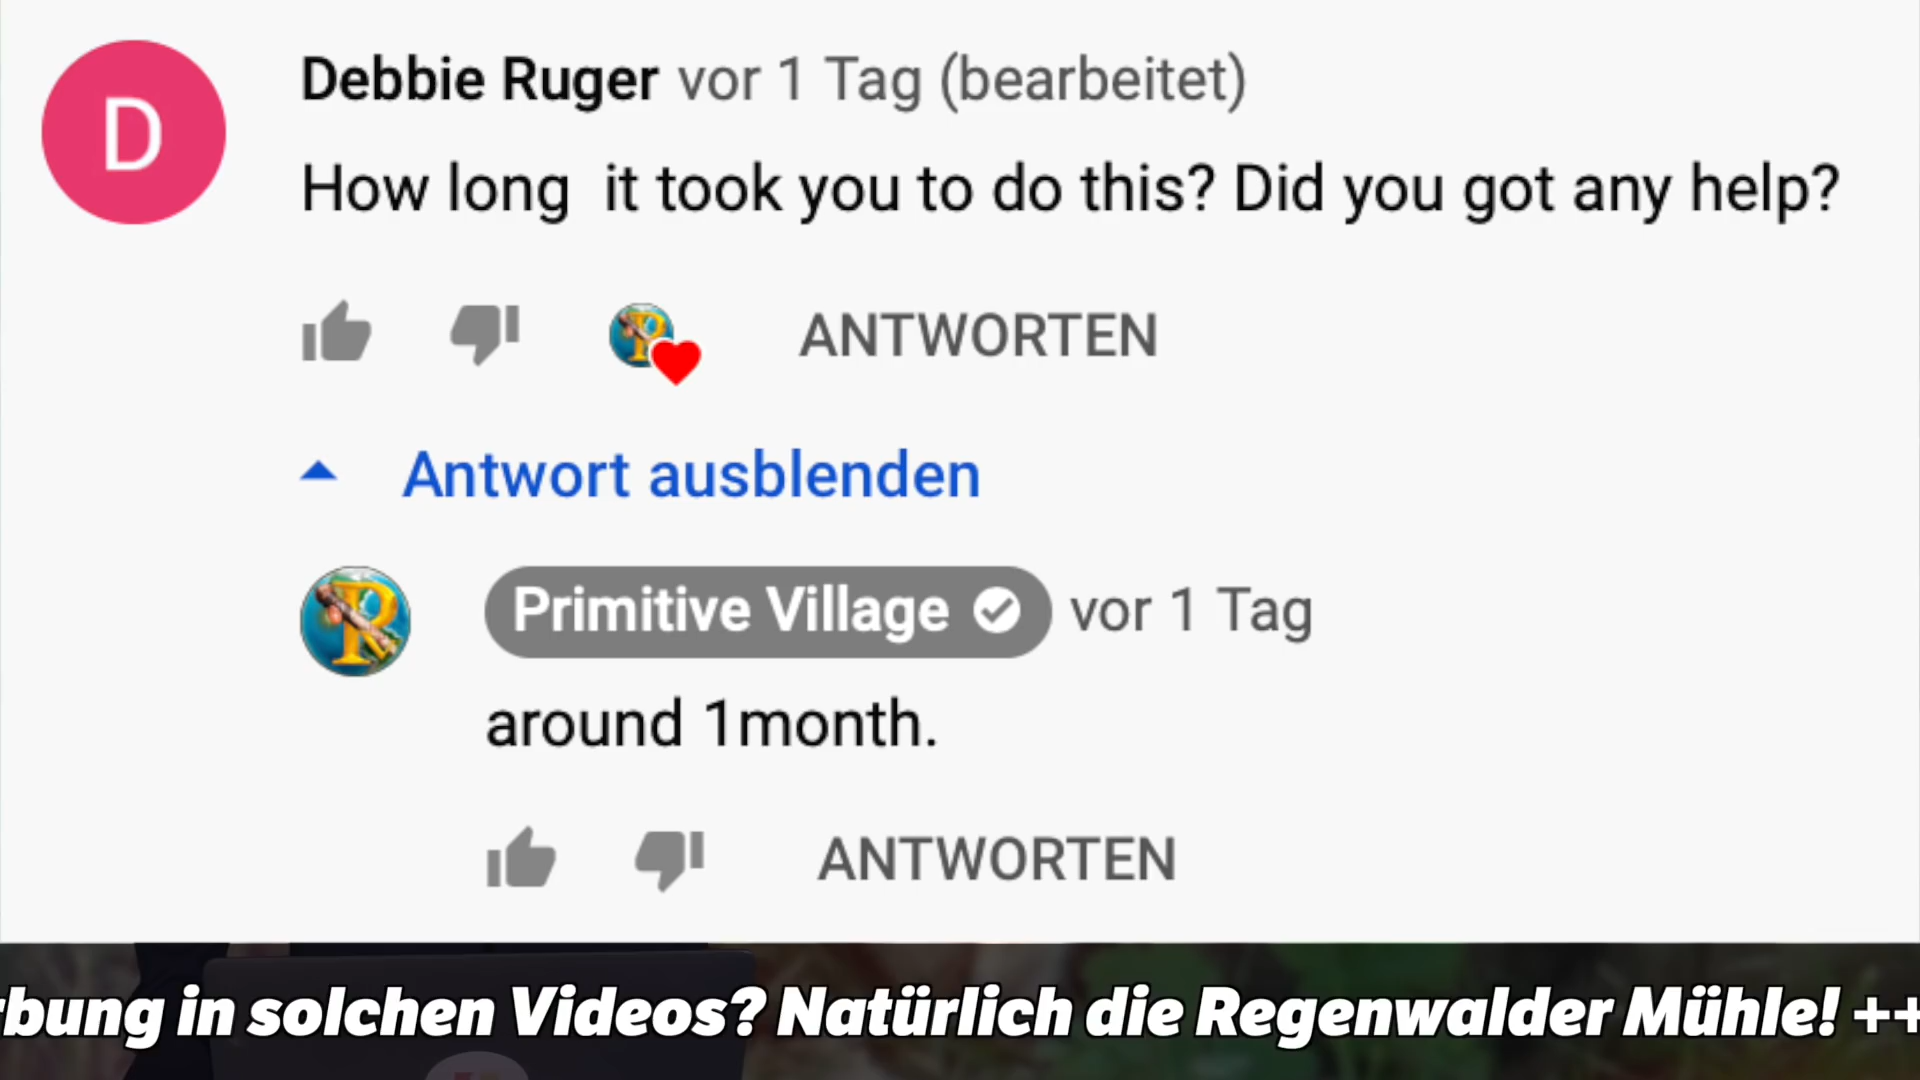 D
Debbie Ruger vor 1 Tag (bearbeitet)
How long  it took you to do this? Did you got any help?
ANTWORTEN
Antwort ausblenden
Primitive Village vor 1 Tag
around 1month.
ANTWORTEN
in solchen Videos? Natürlich die Regenwalder Mühle! ++